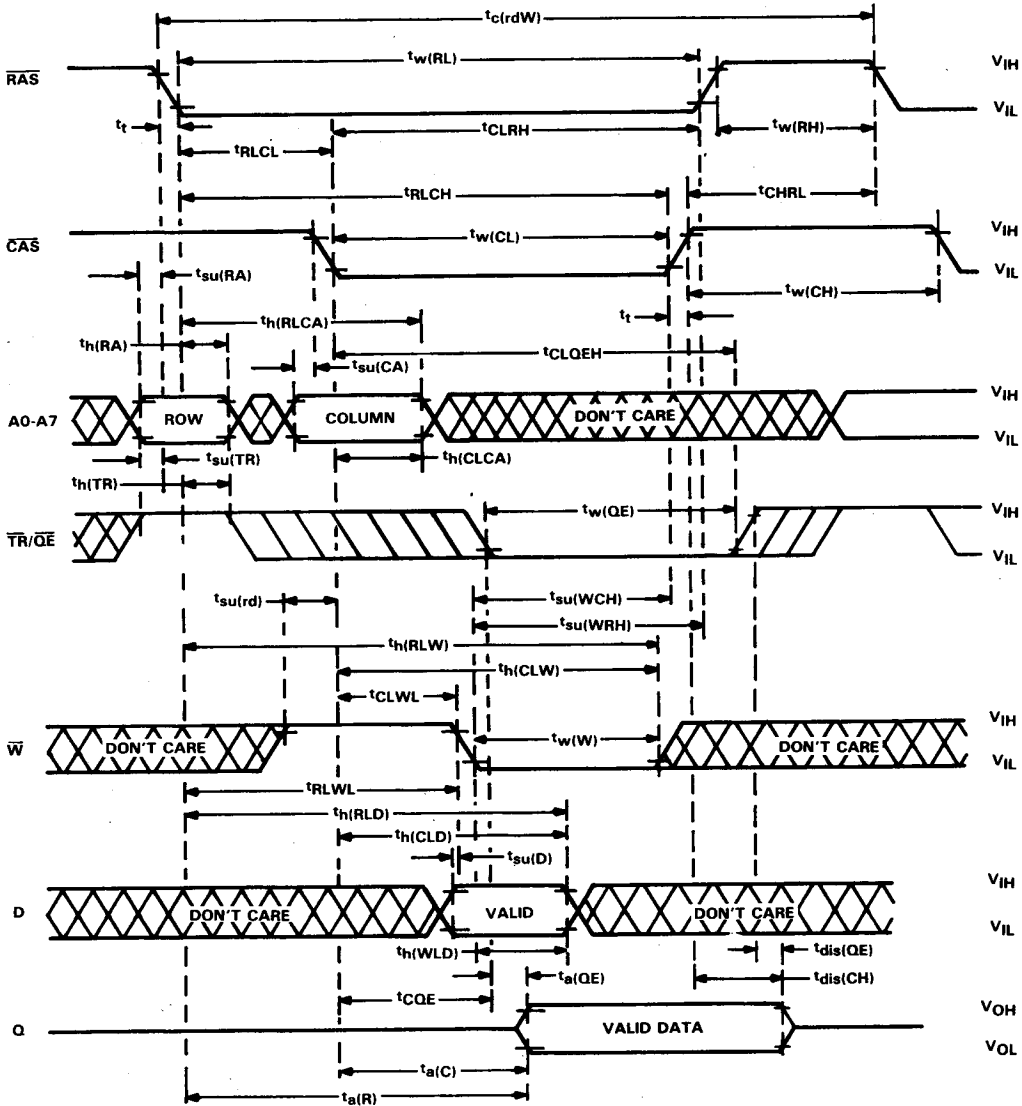 tc(rdW)
tw(RL)
RAS
VIH
VIL
tt
tCLRH
tw(RH)
tRLCL
tRLCH
tCHRL
CAS
tw(CL)
VIH
VIL
tsu(RA)
tw(CH)
th(RLCA)
tt
th(RA)
tCLQEH
tsu(CA)
A0-A7
ROW
COLUMN
DON'T CARE
VIH
VIL
tsu(TR)
th(CLCA)
th(TR)
tw(QE)
TR/QE
VIH
VIL
tsu(rd)
tsu(WCH)
tsu(WRH)
th(RLW)
th(CLW)
tCLWL
W
DON'T CARE
tw(W)
DON'T CARE
VIH
VIL
tRLWL
th(RLD)
th(CLD)
tsu(D)
D
DON'T CARE
VALID
DON'T CARE
VIH
VIL
th(WLD)
ta(QE)
tdis(QE)
tdis(CH)
tCQE
Q
VALID DATA
VOH
VOL
ta(C)
ta(R)